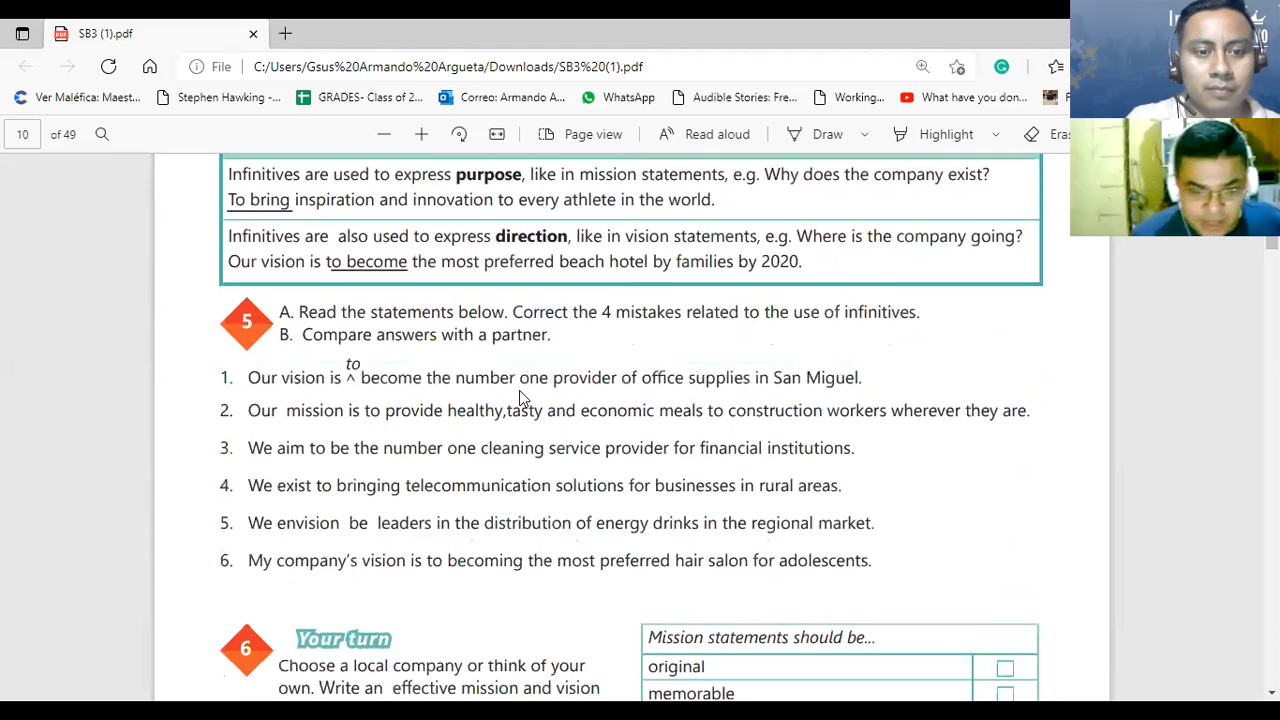 SB3 (1).pdf
File C:/Users/Gsus%20Armando%20Argueta/Downloads/SB3%20(1).pdf
Ver Maléfica: Maest... Stephen Hawking -... GRADES- Class of 2... Correo: Armando A... WhatsApp Audible Stories: Fre... Working... What have you don...
10 of 49 Page view Read aloud Draw Highlight Eras
Infinitives are used to express purpose, like in mission statements, e.g. Why does the company exist?
To bring inspiration and innovation to every athlete in the world.
Infinitives are also used to express direction, like in vision statements, e.g. Where is the company going?
Our vision is to become the most preferred beach hotel by families by 2020.
5 A. Read the statements below. Correct the 4 mistakes related to the use of infinitives.
B. Compare answers with a partner.
to
1. Our vision is ^ become the number one provider of office supplies in San Miguel.
2. Our mission is to provide healthy,tasty and economic meals to construction workers wherever they are.
3. We aim to be the number one cleaning service provider for financial institutions.
4. We exist to bringing telecommunication solutions for businesses in rural areas.
5. We envision be leaders in the distribution of energy drinks in the regional market.
6. My company's vision is to becoming the most preferred hair salon for adolescents.
6 Your turn
Choose a local company or think of your
own. Write an effective mission and vision
Mission statements should be...
original
memorable